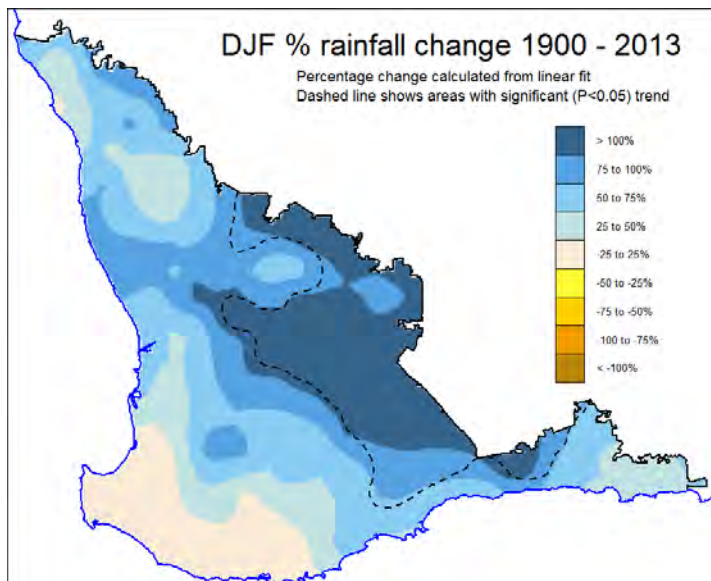 DJF % rainfall change 1900 - 2013
Percentage change calculated from linear fit
Dashed line shows areas with significant (P<0.05) trend
> 100%
75 to 100%
50 to 75%
25 to 50%
-25 to 25%
-50 to -25%
-75 to -50%
100 to -75%
< -100%